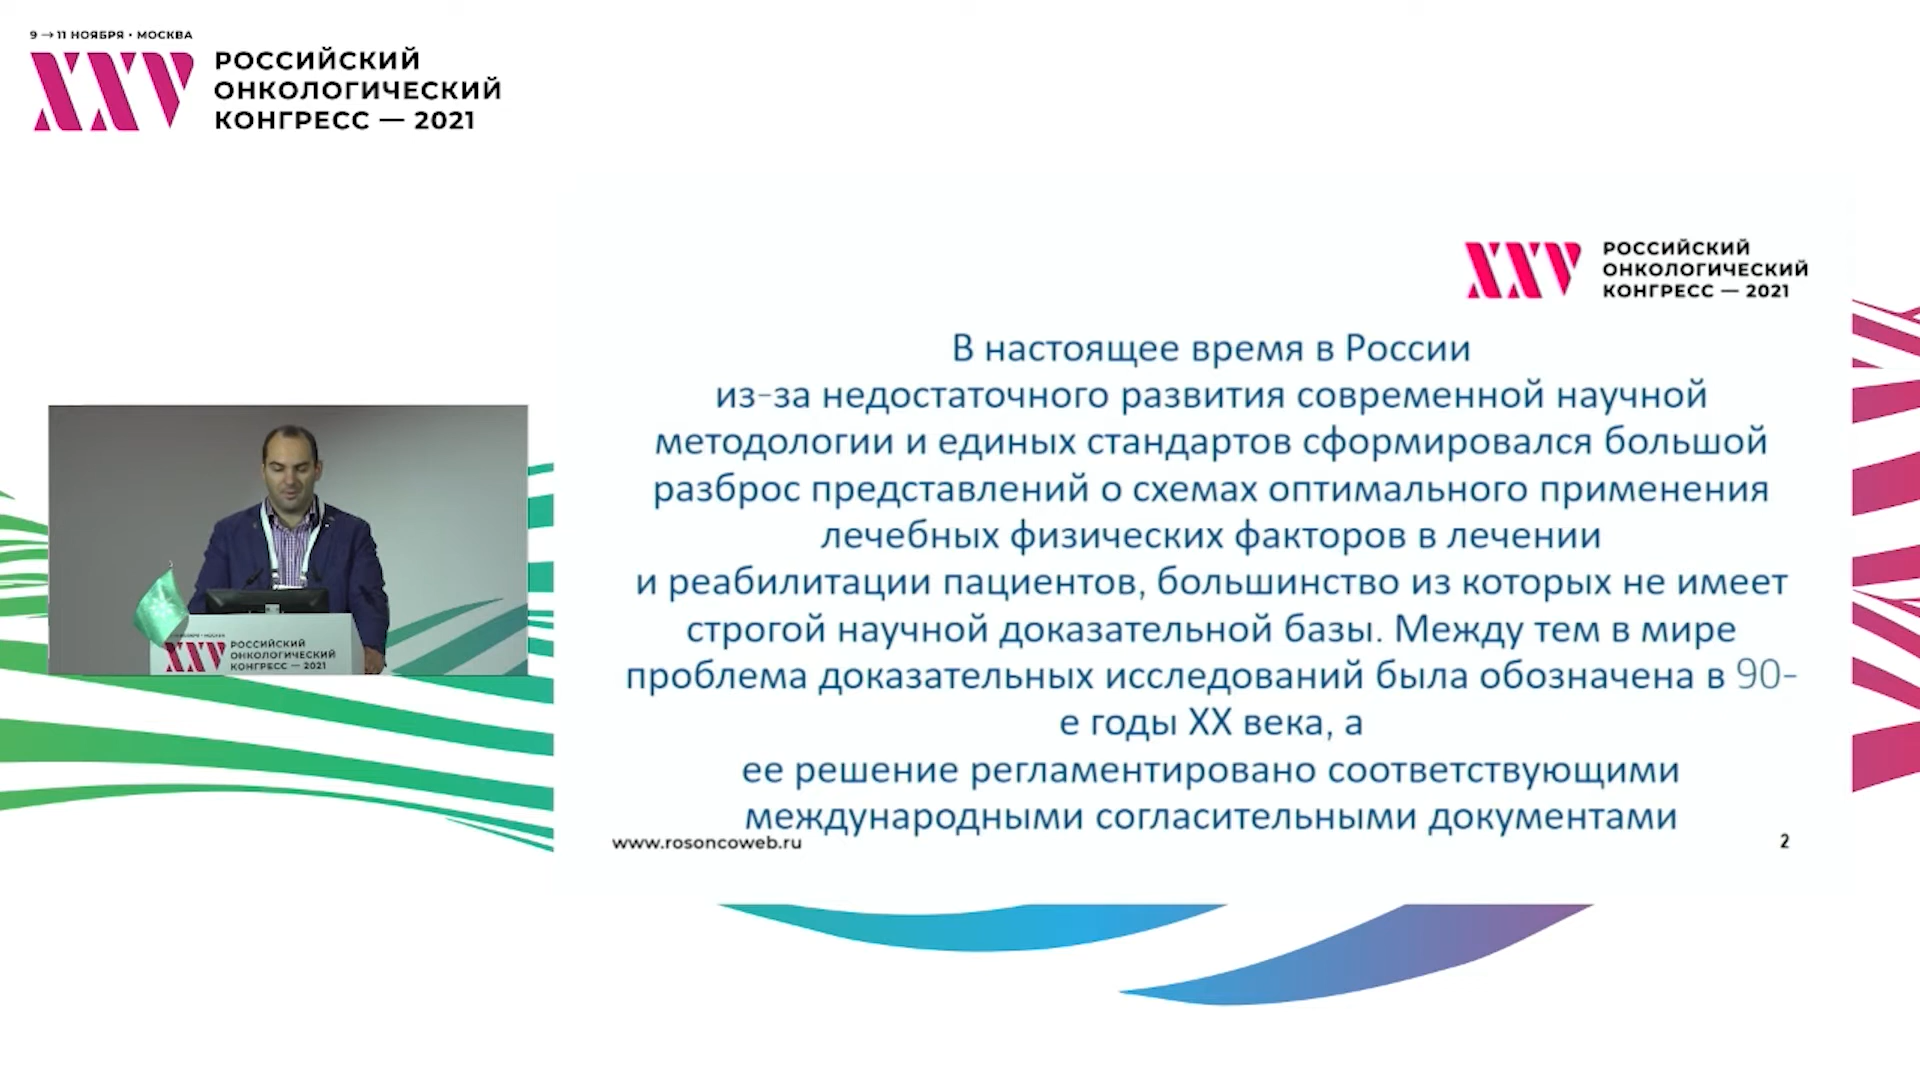 9 → 11 НОЯБРЯ • МОСКВА
XXV
РОССИЙСКИЙ
ОНКОЛОГИЧЕСКИЙ
КОНГРЕСС — 2021
XXV
РОССИЙСКИЙ
ОНКОЛОГИЧЕСКИЙ
КОНГРЕСС — 2021
В настоящее время в России
из-за недостаточного развития современной научной
методологии и единых стандартов сформировался большой
разброс представлений о схемах оптимального применения
лечебных физических факторов в лечении
и реабилитации пациентов, большинство из которых не имеет
строгой научной доказательной базы. Между тем в мире
проблема доказательных исследований была обозначена в 90-
е годы XX века, а
ее решение регламентировано соответствующими
международными согласительными документами
www.rosoncoweb.ru
2
XXV
РОССИЙСКИЙ
ОНКОЛОГИЧЕСКИЙ
КОНГРЕСС — 2021